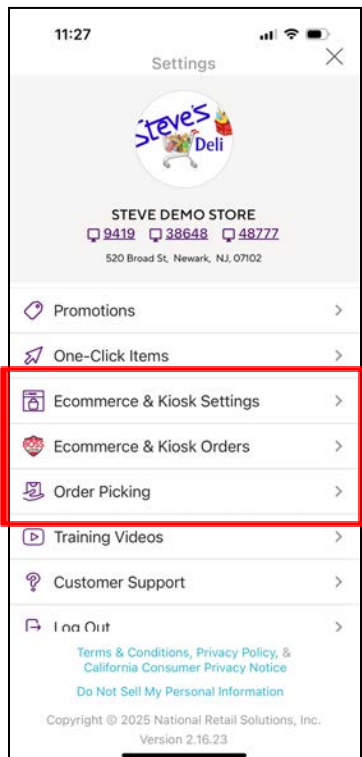 11:27
Settings
Steve's
Deli
STEVE DEMO STORE
9419 38648 48777
520 Broad St, Newark, NJ, 07102
Promotions
One-Click Items
Ecommerce & Kiosk Settings
Ecommerce & Kiosk Orders
Order Picking
Training Videos
Customer Support
Log Out
Terms & Conditions, Privacy Policy, &
California Consumer Privacy Notice
Do Not Sell My Personal Information
Copyright © 2025 National Retail Solutions, Inc.
Version 2.16.23